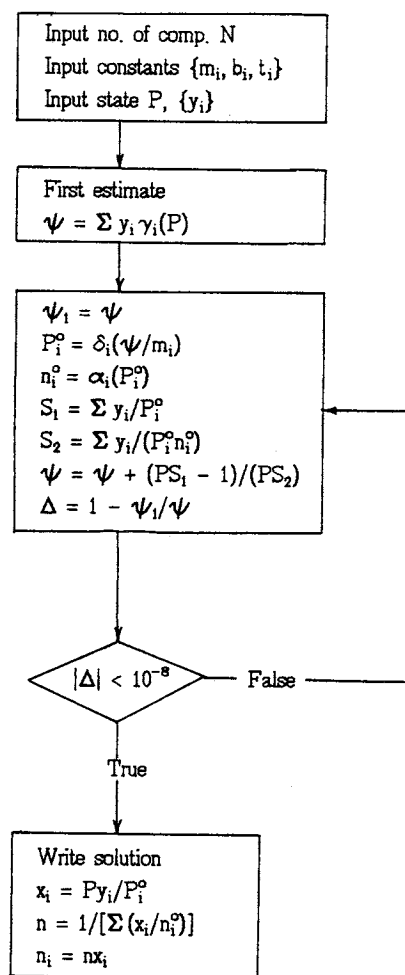 Input no. of comp. N
Input constants {mᵢ, bᵢ, tᵢ}
Input state P, {yᵢ}
First estimate
ψ = Σ yᵢ γᵢ(P)
ψ₁ = ψ
Pᵢ° = δᵢ(ψ/mᵢ)
nᵢ° = αᵢ(Pᵢ°)
S₁ = Σ yᵢ/Pᵢ°
S₂ = Σ yᵢ/(Pᵢ°nᵢ°)
ψ = ψ + (PS₁ - 1)/(PS₂)
Δ = 1 - ψ₁/ψ
|Δ| < 10⁻⁸
False
True
Write solution
xᵢ = Pyᵢ/Pᵢ°
n = 1/[Σ (xᵢ/nᵢ°)]
nᵢ = nxᵢ